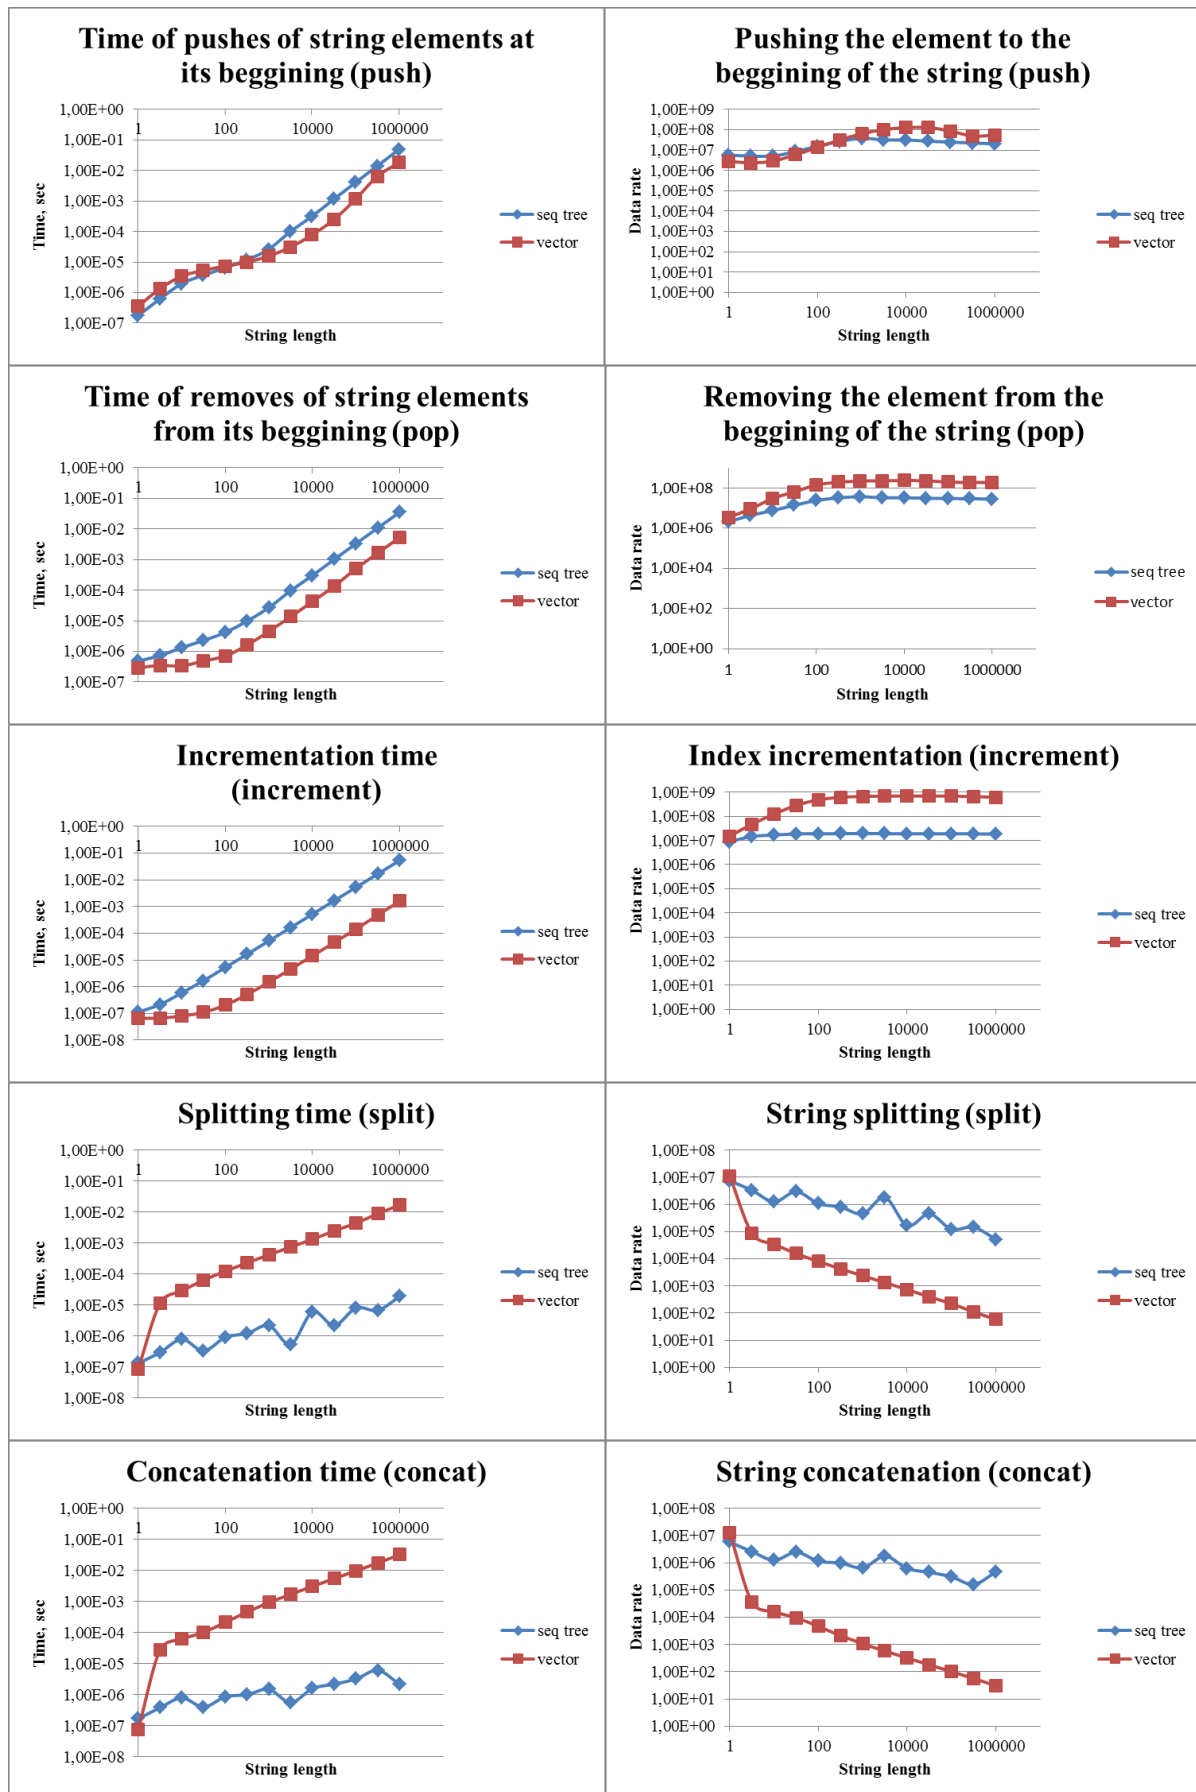 Time of pushes of string elements at
its beggining (push)
1,00E+00
1,00E-01
1,00E-02
1,00E-03
1,00E-04
1,00E-05
1,00E-06
1,00E-07
1 100 10000 1000000
Time, sec
String length
seq tree
vector
Pushing the element to the
beggining of the string (push)
1,00E+09
1,00E+08
1,00E+07
1,00E+06
1,00E+05
1,00E+04
1,00E+03
1,00E+02
1,00E+01
1,00E+00
1 100 10000 1000000
Data rate
String length
seq tree
vector
Time of removes of string elements
from its beggining (pop)
1,00E+00
1,00E-01
1,00E-02
1,00E-03
1,00E-04
1,00E-05
1,00E-06
1,00E-07
1 100 10000 1000000
Time, sec
String length
seq tree
vector
Removing the element from the
beggining of the string (pop)
1,00E+08
1,00E+06
1,00E+04
1,00E+02
1,00E+00
1 100 10000 1000000
Data rate
String length
seq tree
vector
Incrementation time
(increment)
1,00E+00
1,00E-01
1,00E-02
1,00E-03
1,00E-04
1,00E-05
1,00E-06
1,00E-07
1,00E-08
1 100 10000 1000000
Time, sec
String length
seq tree
vector
Index incrementation (increment)
1,00E+09
1,00E+08
1,00E+07
1,00E+06
1,00E+05
1,00E+04
1,00E+03
1,00E+02
1,00E+01
1,00E+00
1 100 10000 1000000
Data rate
String length
seq tree
vector
Splitting time (split)
1,00E+00
1,00E-01
1,00E-02
1,00E-03
1,00E-04
1,00E-05
1,00E-06
1,00E-07
1,00E-08
1 100 10000 1000000
Time, sec
String length
seq tree
vector
String splitting (split)
1,00E+08
1,00E+07
1,00E+06
1,00E+05
1,00E+04
1,00E+03
1,00E+02
1,00E+01
1,00E+00
1 100 10000 1000000
Data rate
String length
seq tree
vector
Concatenation time (concat)
1,00E+00
1,00E-01
1,00E-02
1,00E-03
1,00E-04
1,00E-05
1,00E-06
1,00E-07
1,00E-08
1 100 10000 1000000
Time, sec
String length
seq tree
vector
String concatenation (concat)
1,00E+08
1,00E+07
1,00E+06
1,00E+05
1,00E+04
1,00E+03
1,00E+02
1,00E+01
1,00E+00
1 100 10000 1000000
Data rate
String length
seq tree
vector